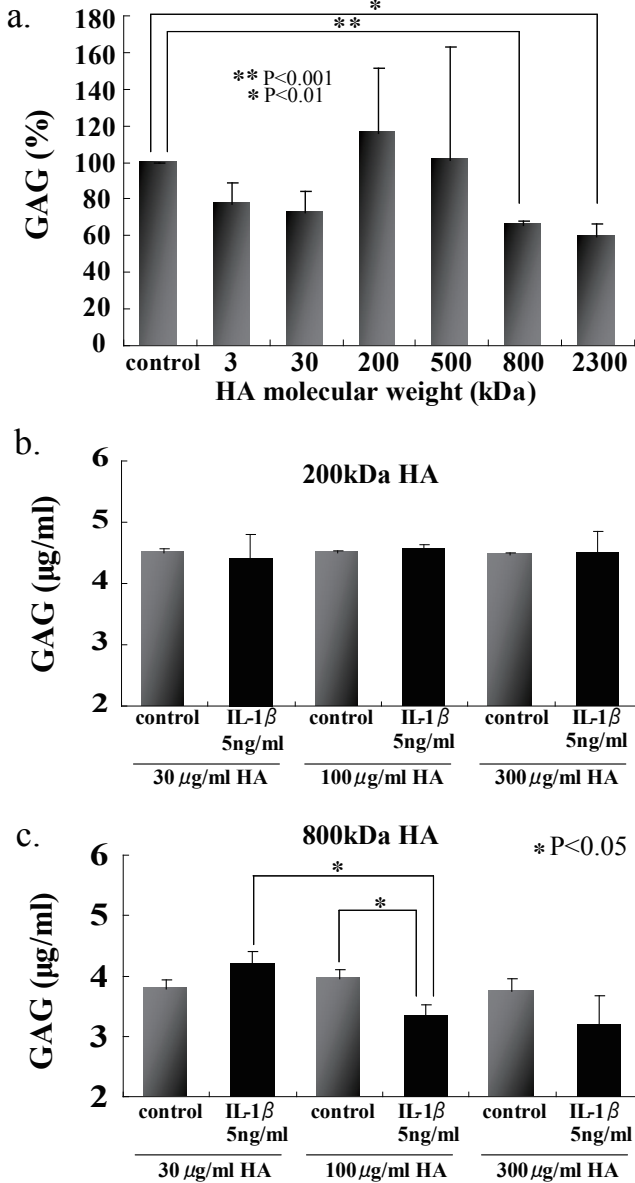 a.
*
**
** P<0.001
* P<0.01
GAG (%)
180
160
140
120
100
80
60
40
20
0
control 3 30 200 500 800 2300
HA molecular weight (kDa)
b.
200kDa HA
GAG (μg/ml)
6
5
4
3
2
control IL-1β control IL-1β control IL-1β
5ng/ml 5ng/ml 5ng/ml
30 μg/ml HA 100 μg/ml HA 300 μg/ml HA
c.
800kDa HA
* P<0.05
*
*
GAG (μg/ml)
6
5
4
3
2
control IL-1β control IL-1β control IL-1β
5ng/ml 5ng/ml 5ng/ml
30 μg/ml HA 100 μg/ml HA 300 μg/ml HA